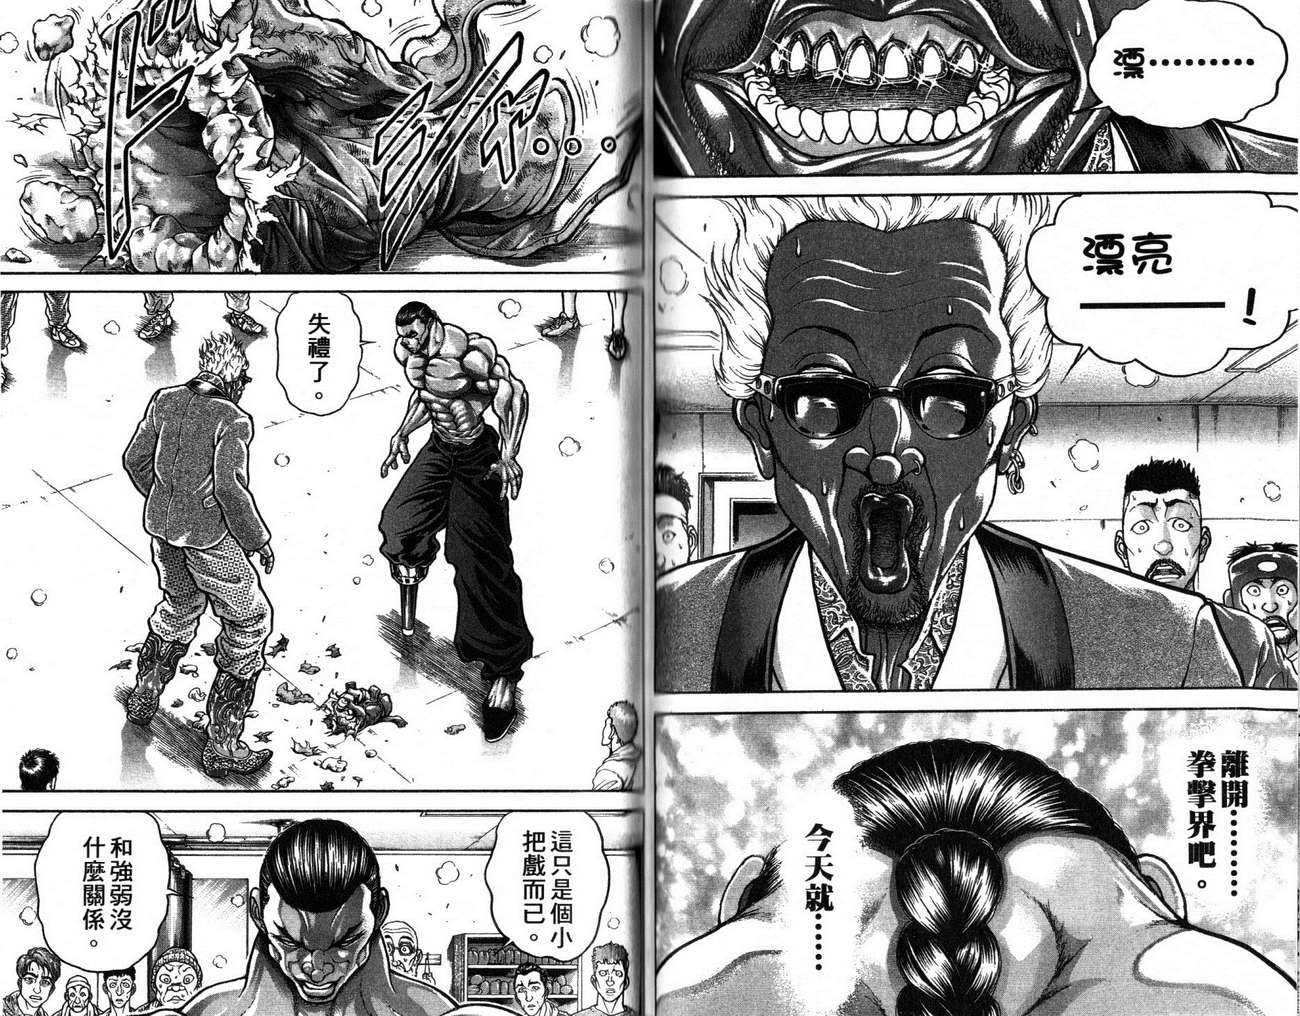 漂…………
漂亮
——！
離開…………
拳擊界吧。
今天就……
ドシャァ…
失禮了。
這只是個小
把戲而已。
和強弱沒
什麼關係。